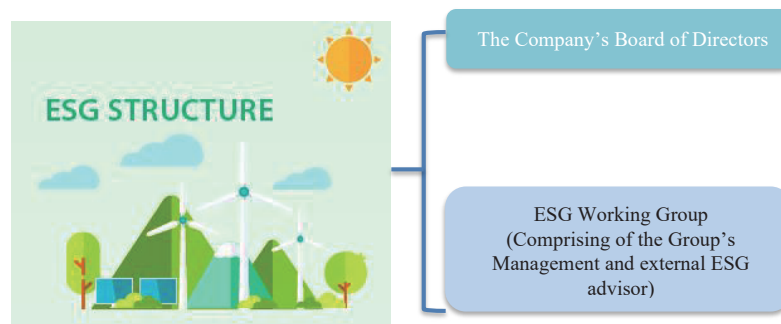 ESG STRUCTURE
The Company’s Board of Directors
ESG Working Group
(Comprising of the Group’s
Management and external ESG
advisor)